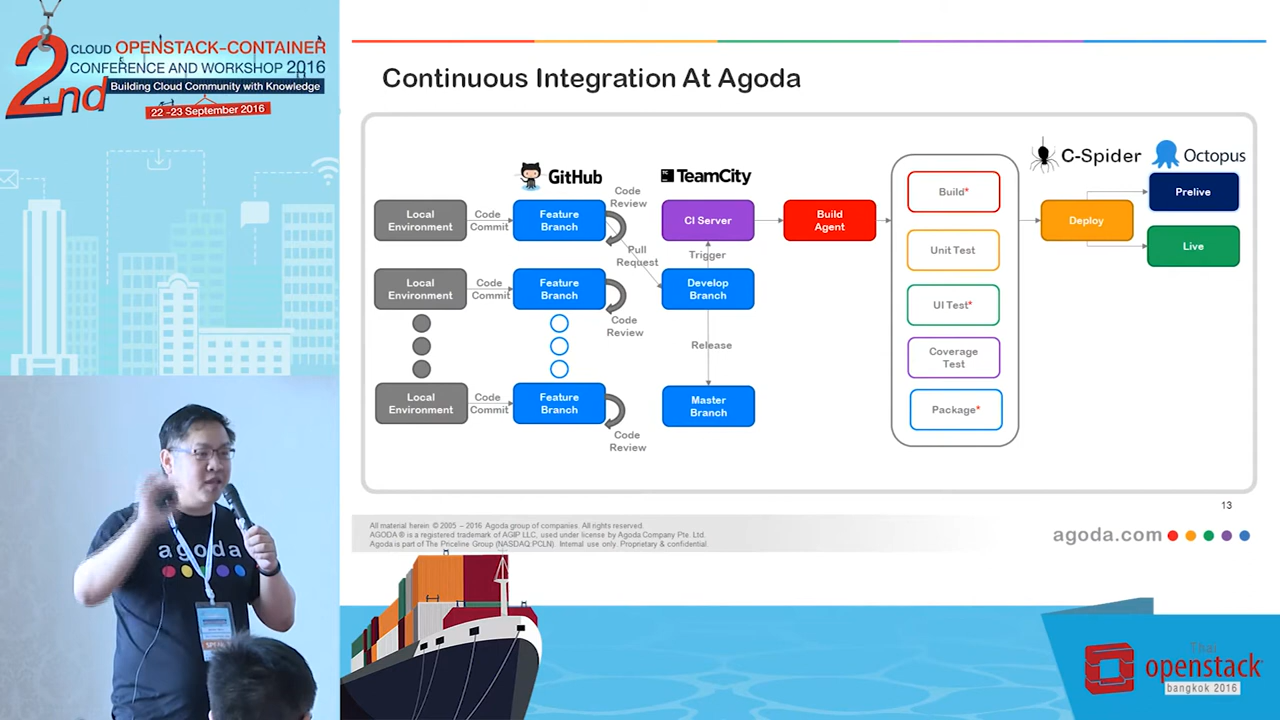 2nd
CLOUD OPENSTACK-CONTAINER
CONFERENCE AND WORKSHOP 2016
Building Cloud Community with Knowledge
22 -23 September 2016
Continuous Integration At Agoda
GitHub
TeamCity
C-Spider
Octopus
Local
Environment
Code
Commit
Feature
Branch
Code
Review
Pull
Request
CI Server
Build
Agent
Trigger
Local
Environment
Code
Commit
Feature
Branch
Code
Review
Develop
Branch
Release
Local
Environment
Code
Commit
Feature
Branch
Code
Review
Master
Branch
Build*
Unit Test
UI Test*
Coverage
Test
Package*
Deploy
Prelive
Live
13
All material herein © 2005 – 2016 Agoda group of companies. All rights reserved.
AGODA ® is a registered trademark of AGIP LLC, used under license by Agoda Company Pte. Ltd.
Agoda is part of The Priceline Group (NASDAQ:PCLN). Internal use only. Proprietary & confidential.
agoda.com
agoda
Thai
openstack
bangkok 2016